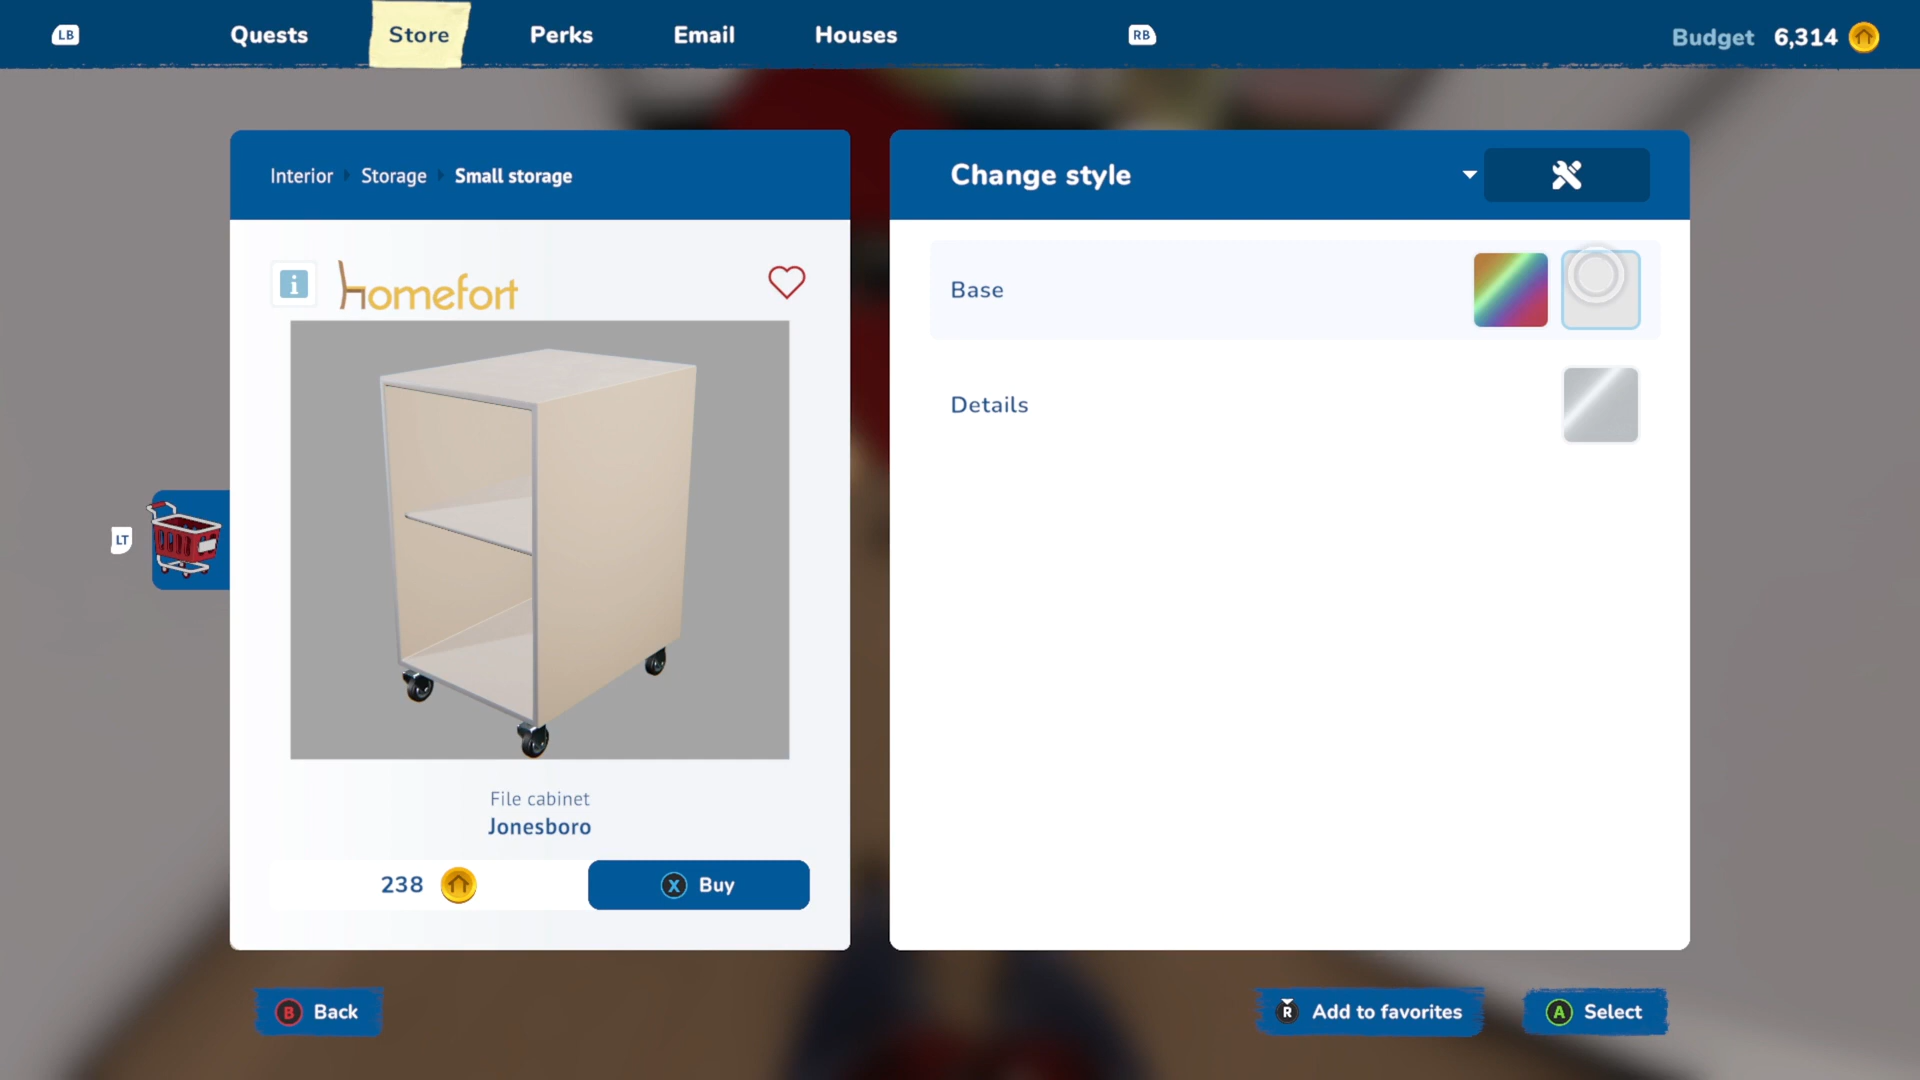 LB
Quests
Store
Perks
Email
Houses
RB
Budget 6,314
Interior Storage Small storage
Change style
i
homefort
Base
Details
LT
File cabinet
Jonesboro
238
X Buy
B Back
R Add to favorites
A Select